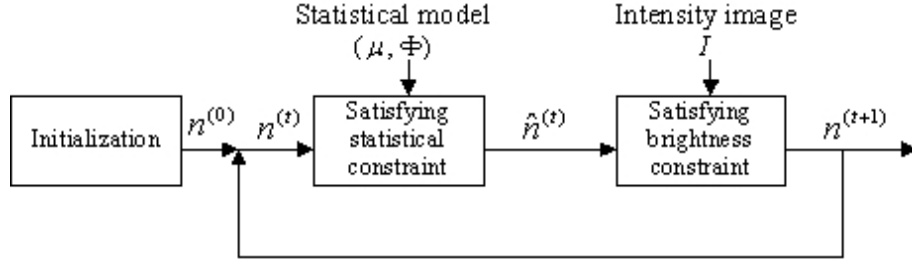 Statistical model
(μ, Φ)
Intensity image
I
Initialization
n^(0)
n^(t)
Satisfying
statistical
constraint
n̂^(t)
Satisfying
brightness
constraint
n^(t+1)